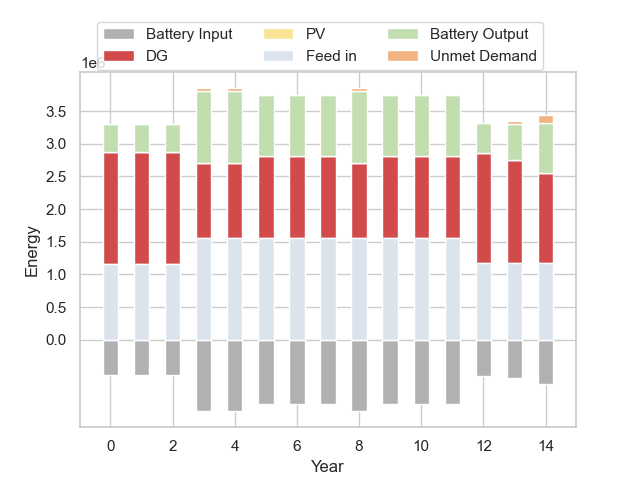 Battery Input PV Battery Output
DG Feed in Unmet Demand
1e6
3.5
3.0
2.5
2.0
1.5
1.0
0.5
0.0
Energy
0 2 4 6 8 10 12 14
Year